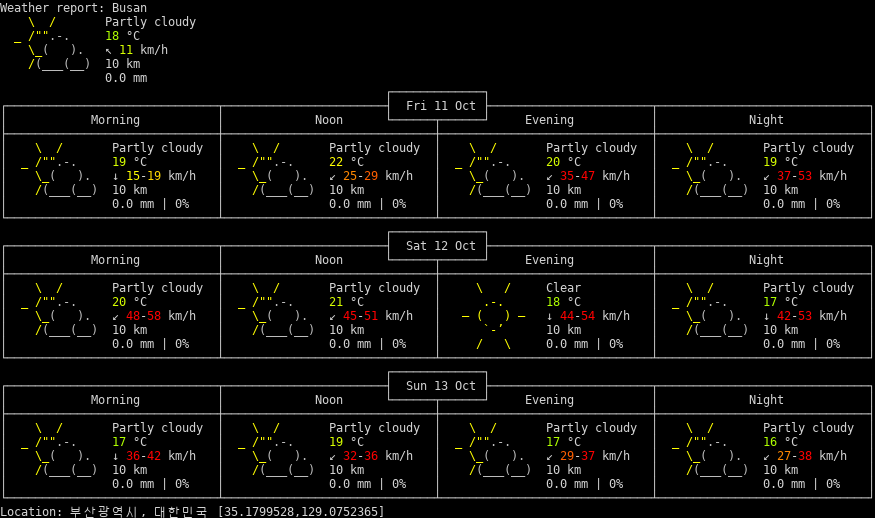 Weather report: Busan
Partly cloudy
18 °C
↖ 11 km/h
10 km
0.0 mm
Fri 11 Oct
Morning Noon Evening Night
Partly cloudy Partly cloudy Partly cloudy Partly cloudy
19 °C 22 °C 20 °C 19 °C
↓ 15-19 km/h ↙ 25-29 km/h ↙ 35-47 km/h ↙ 37-53 km/h
10 km 10 km 10 km 10 km
0.0 mm | 0% 0.0 mm | 0% 0.0 mm | 0% 0.0 mm | 0%
Sat 12 Oct
Morning Noon Evening Night
Partly cloudy Partly cloudy Clear Partly cloudy
20 °C 21 °C 18 °C 17 °C
↙ 48-58 km/h ↙ 45-51 km/h ↓ 44-54 km/h ↓ 42-53 km/h
10 km 10 km 10 km 10 km
0.0 mm | 0% 0.0 mm | 0% 0.0 mm | 0% 0.0 mm | 0%
Sun 13 Oct
Morning Noon Evening Night
Partly cloudy Partly cloudy Partly cloudy Partly cloudy
17 °C 19 °C 17 °C 16 °C
↓ 36-42 km/h ↙ 32-36 km/h ↙ 29-37 km/h ↙ 27-38 km/h
10 km 10 km 10 km 10 km
0.0 mm | 0% 0.0 mm | 0% 0.0 mm | 0% 0.0 mm | 0%
Location: 부산광역시, 대한민국 [35.1799528,129.0752365]